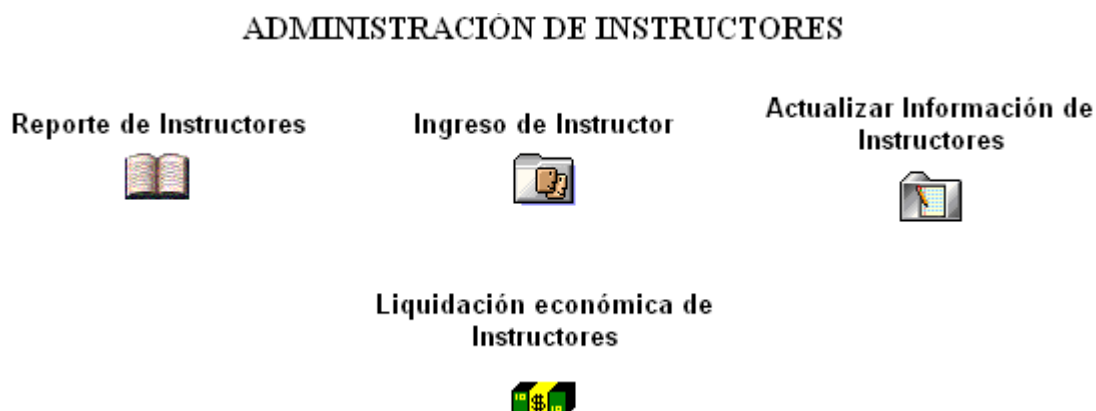 ADMINISTRACIÓN DE INSTRUCTORES
Reporte de Instructores
Ingreso de Instructor
Actualizar Información de
Instructores
Liquidación económica de
Instructores
$